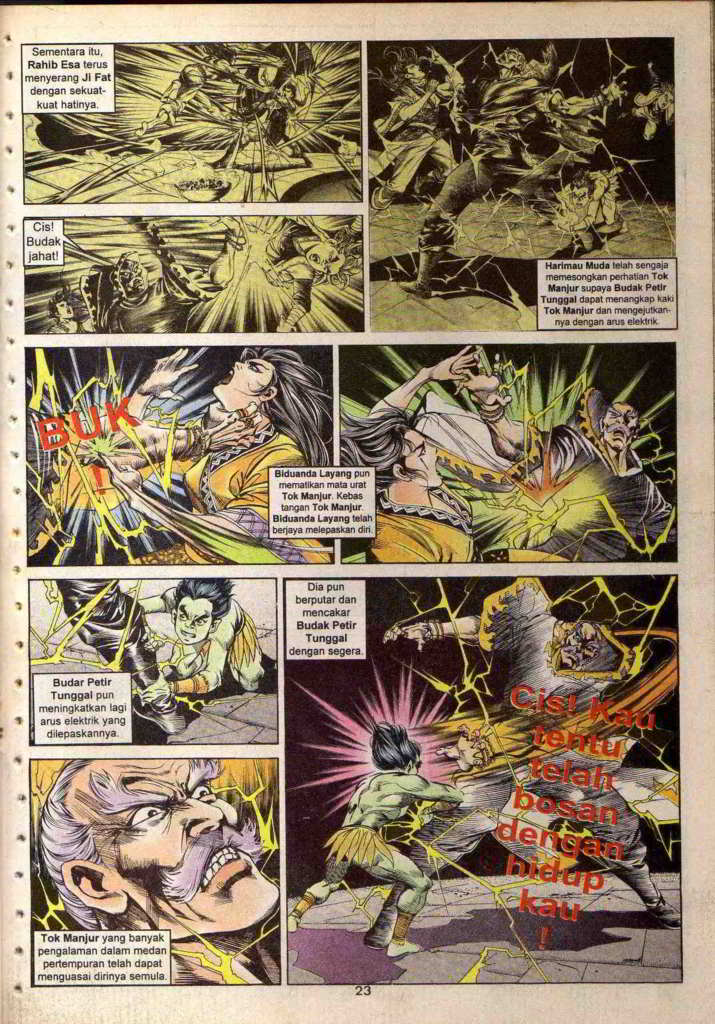 Sementara itu,
Rahib Esa terus
menyerang Ji Fat
dengan sekuat-
kuat hatinya.
Cis!
Budak
jahat!
Harimau Muda telah sengaja
memesongkan perhatian Tok
Manjur supaya Budak Petir
Tunggal dapat menangkap kaki
Tok Manjur dan mengejutkan-
nya dengan arus elektrik.
BUK
!
Biduanda Layang pun
mematikan mata urat
Tok Manjur. Kebas
tangan Tok Manjur.
Biduanda Layang telah
berjaya melepaskan diri.
Budar Petir
Tunggal pun
meningkatkan lagi
arus elektrik yang
dilepaskannya.
Tok Manjur yang banyak
pengalaman dalam medan
pertempuran telah dapat
menguasai dirinya semula.
Dia pun
berputar dan
mencakar
Budak Petir
Tunggal
dengan segera.
Cis! Kau
tentu
telah
bosan
dengan
hidup
kau
!
23